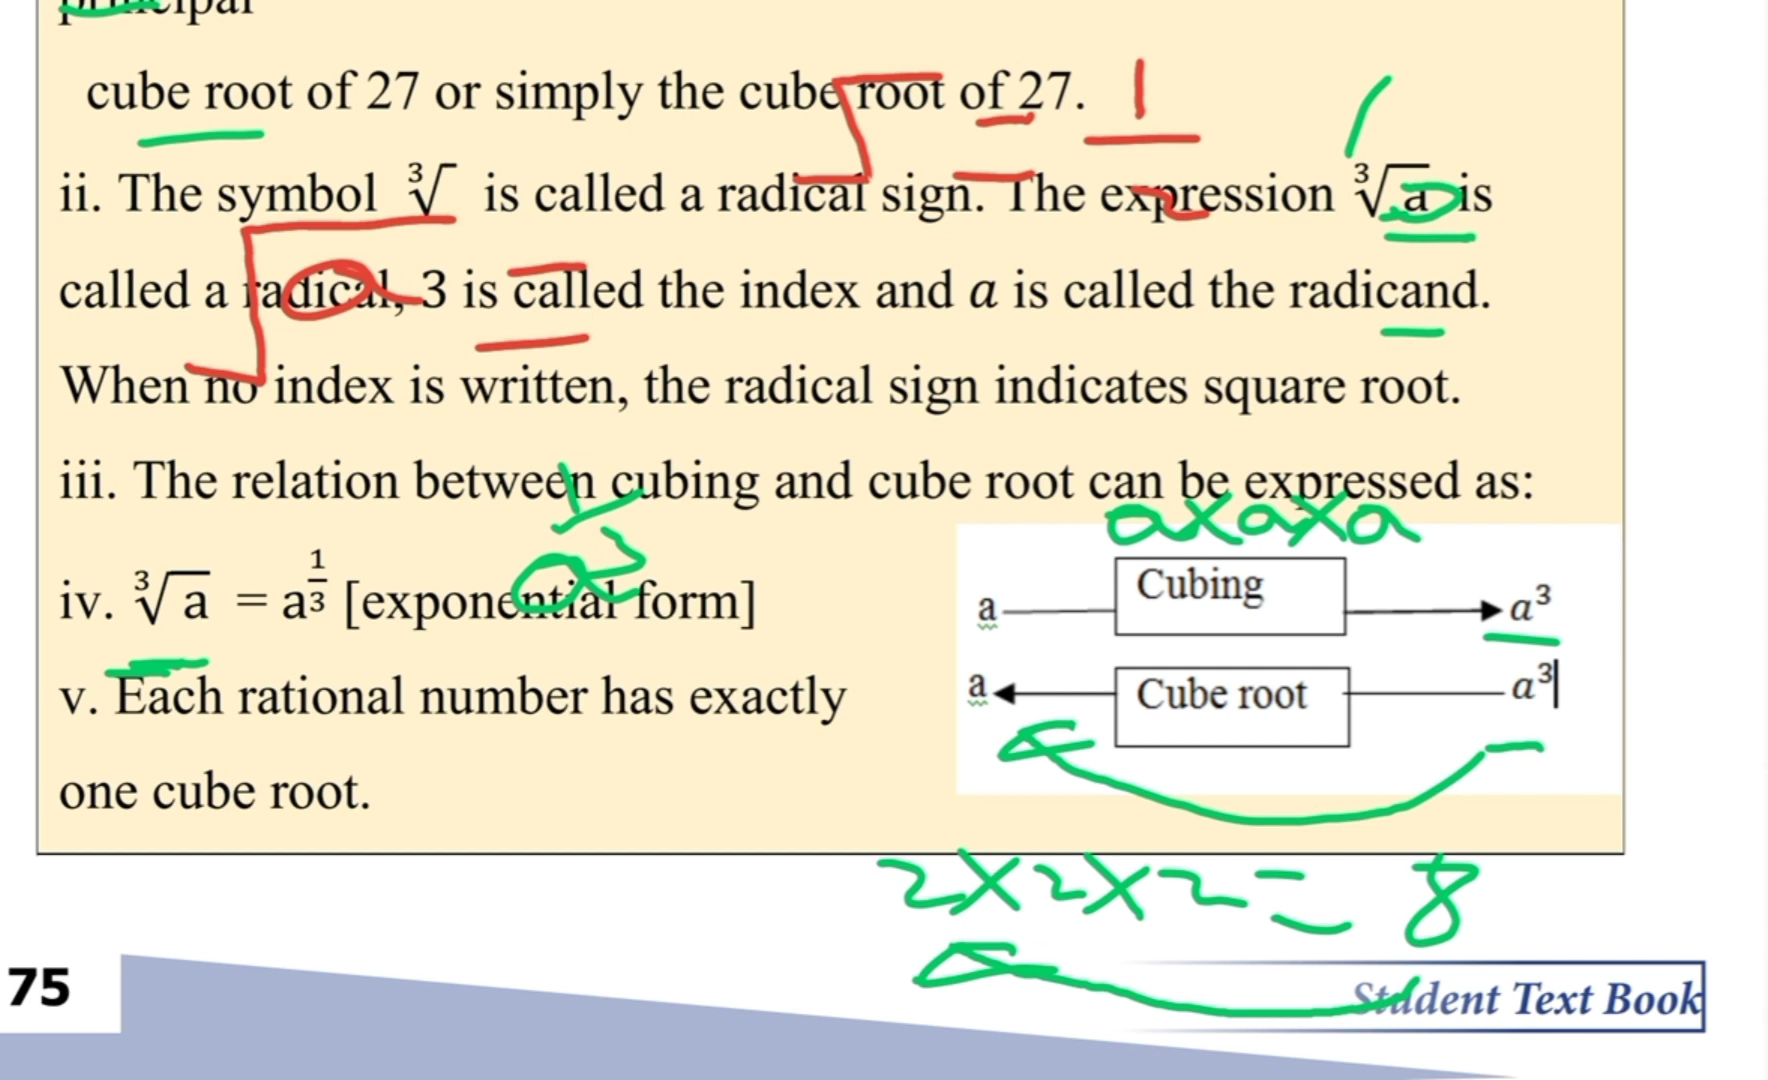 cube root of 27 or simply the cube root of 27.
ii. The symbol ∛ is called a radical sign. The expression ∛a is
called a radical, 3 is called the index and a is called the radicand.
When no index is written, the radical sign indicates square root.
iii. The relation between cubing and cube root can be expressed as:
a×a×a
iv. ∛a = a^(1/3) [exponential form]
a Cubing a³
v. Each rational number has exactly
a Cube root a³
one cube root.
2×2×2 = 8
75
Student Text Book